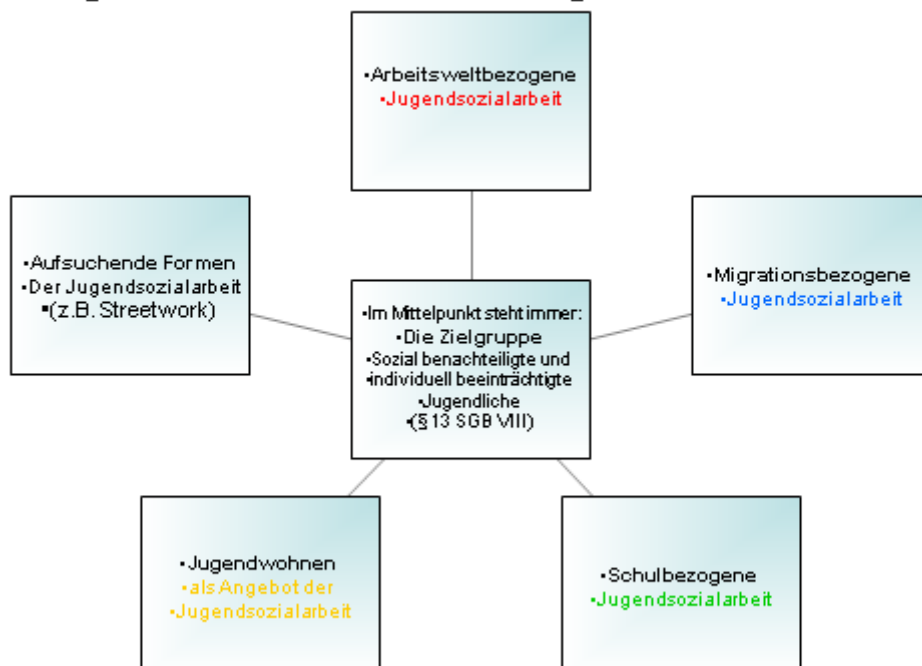 •Arbeitsweltbezogene
•Jugendsozialarbeit
•Aufsuchende Formen
•Der Jugendsozialarbeit
•(z.B. Streetwork)
•Migrationsbezogene
•Jugendsozialarbeit
•Im Mittelpunkt steht immer:
•Die Zielgruppe
•Sozial benachteiligte und
•individuell beeinträchtigte
•Jugendliche
•(§ 13 SGB VIII)
•Jugendwohnen
•als Angebot der
•Jugendsozialarbeit
•Schulbezogene
•Jugendsozialarbeit